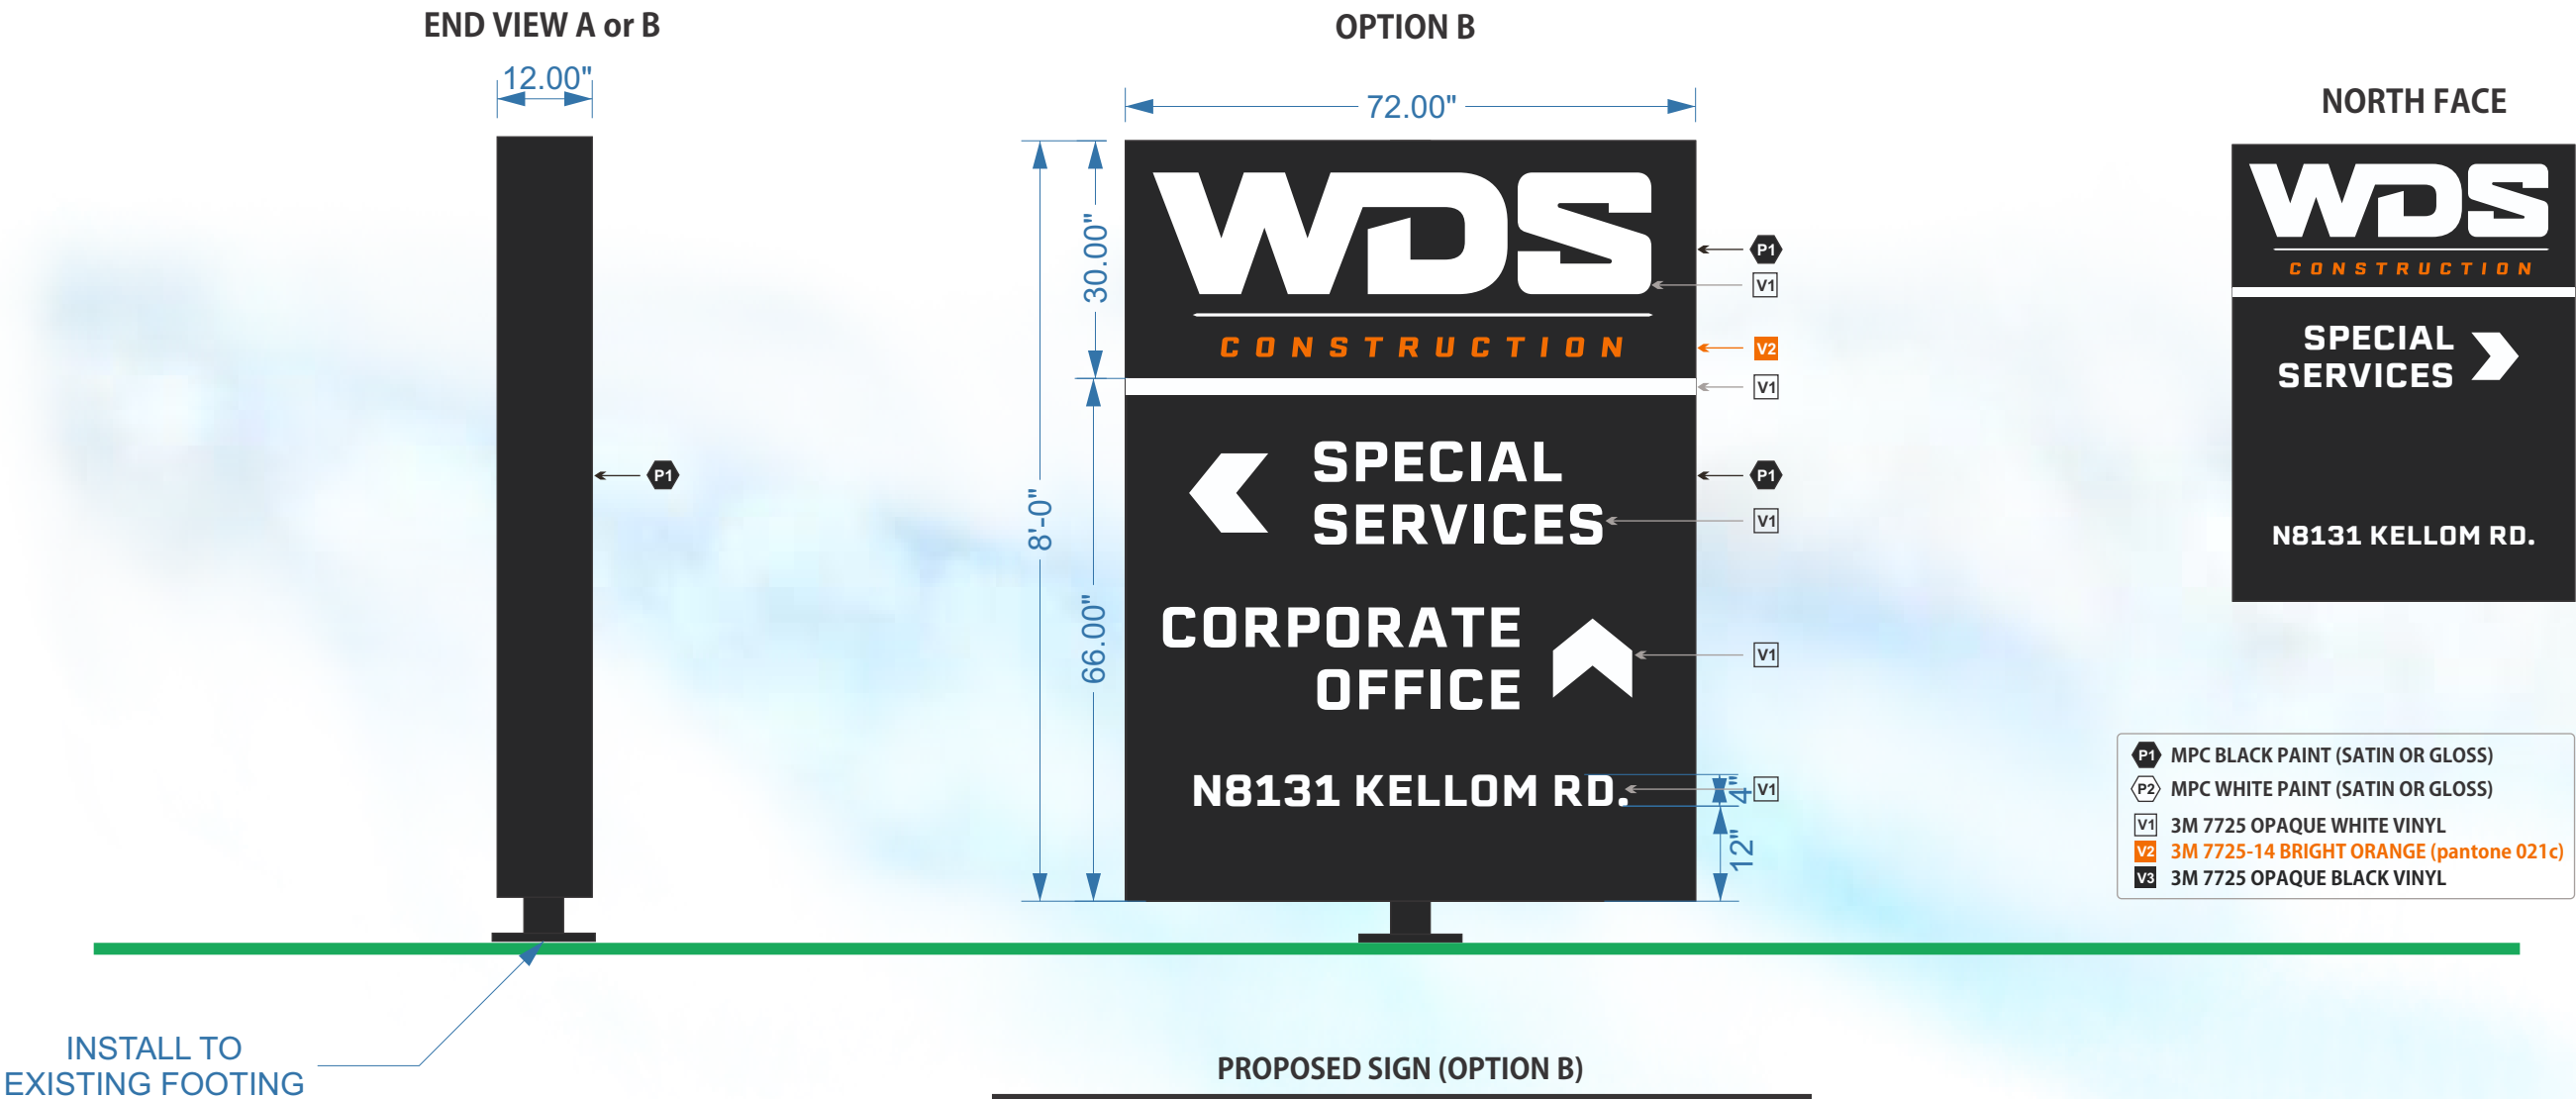 END VIEW A or B
12.00"
P1
INSTALL TO
EXISTING FOOTING
OPTION B
72.00"
8'-0"
30.00"
66.00"
WDS
CONSTRUCTION
SPECIAL
SERVICES
CORPORATE
OFFICE
N8131 KELLOM RD.
P1
V1
V2
V1
P1
V1
V1
V1
4"
12"
NORTH FACE
WDS
CONSTRUCTION
SPECIAL
SERVICES
N8131 KELLOM RD.
P1 MPC BLACK PAINT (SATIN OR GLOSS)
P2 MPC WHITE PAINT (SATIN OR GLOSS)
V1 3M 7725 OPAQUE WHITE VINYL
V2 3M 7725-14 BRIGHT ORANGE (pantone 021c)
V3 3M 7725 OPAQUE BLACK VINYL
PROPOSED SIGN (OPTION B)